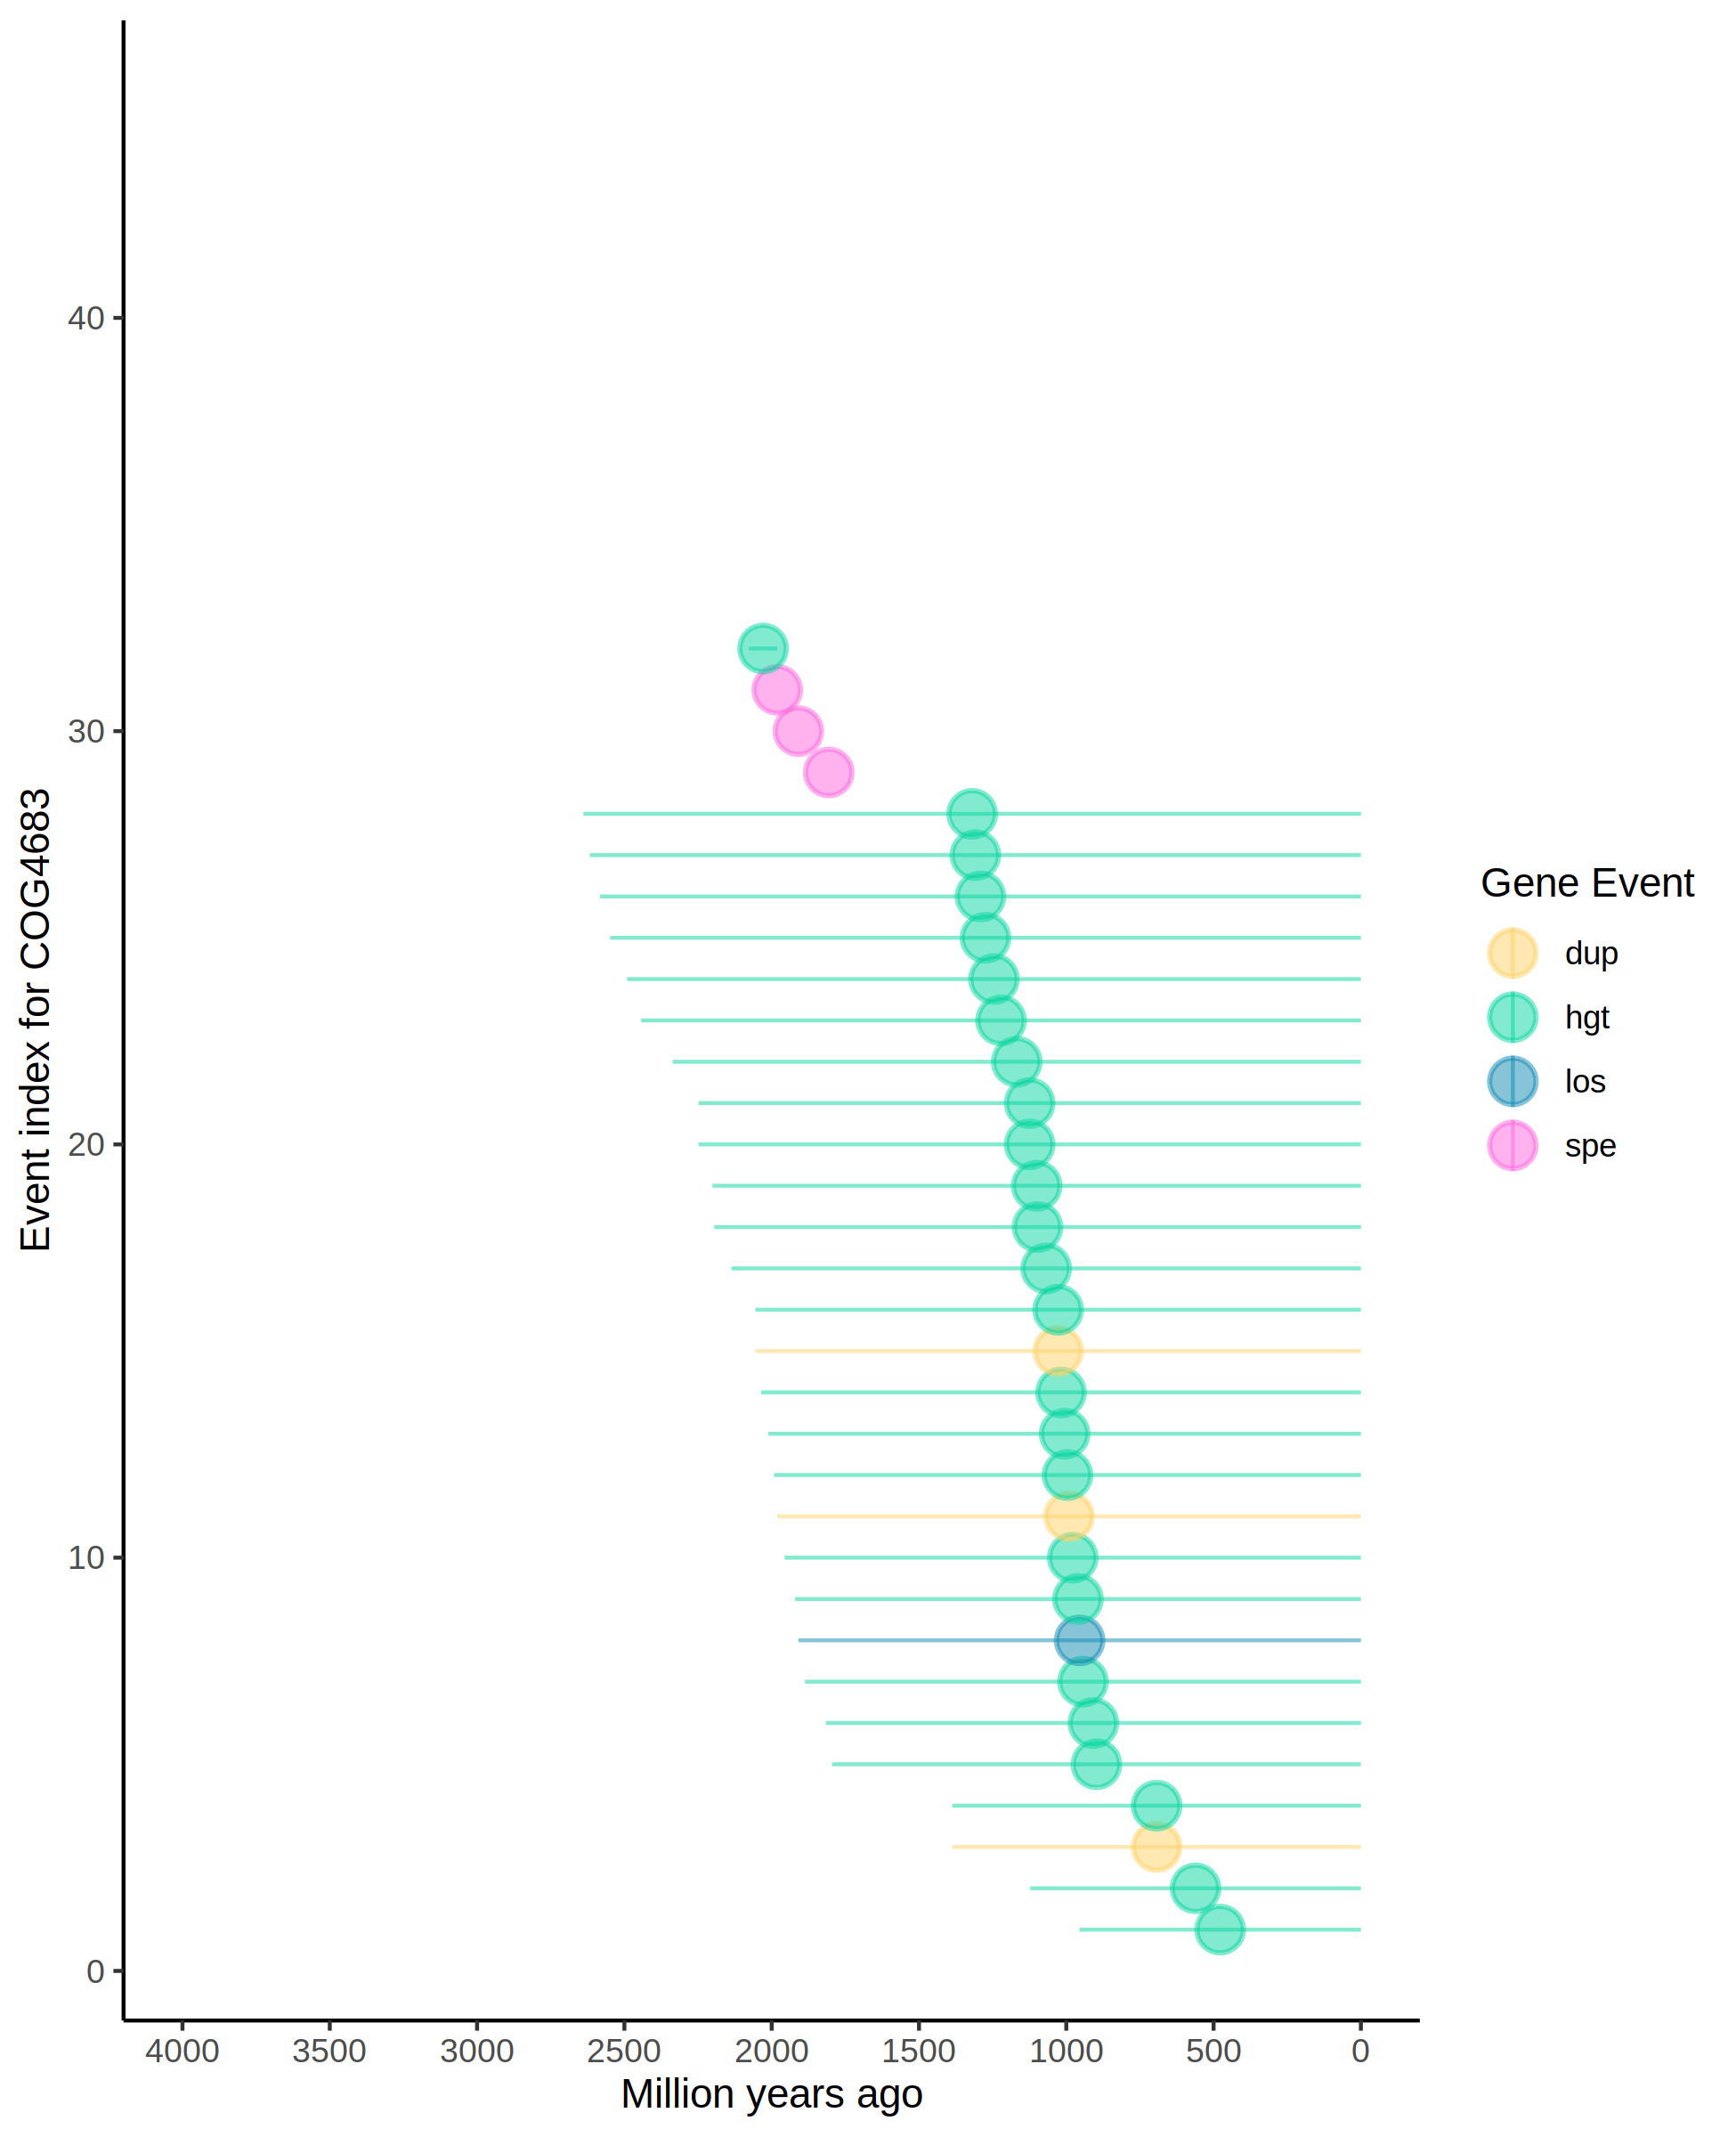 Event index for COG4683
40
30
20
10
0
4000 3500 3000 2500 2000 1500 1000 500 0
Million years ago
Gene Event
dup
hgt
los
spe